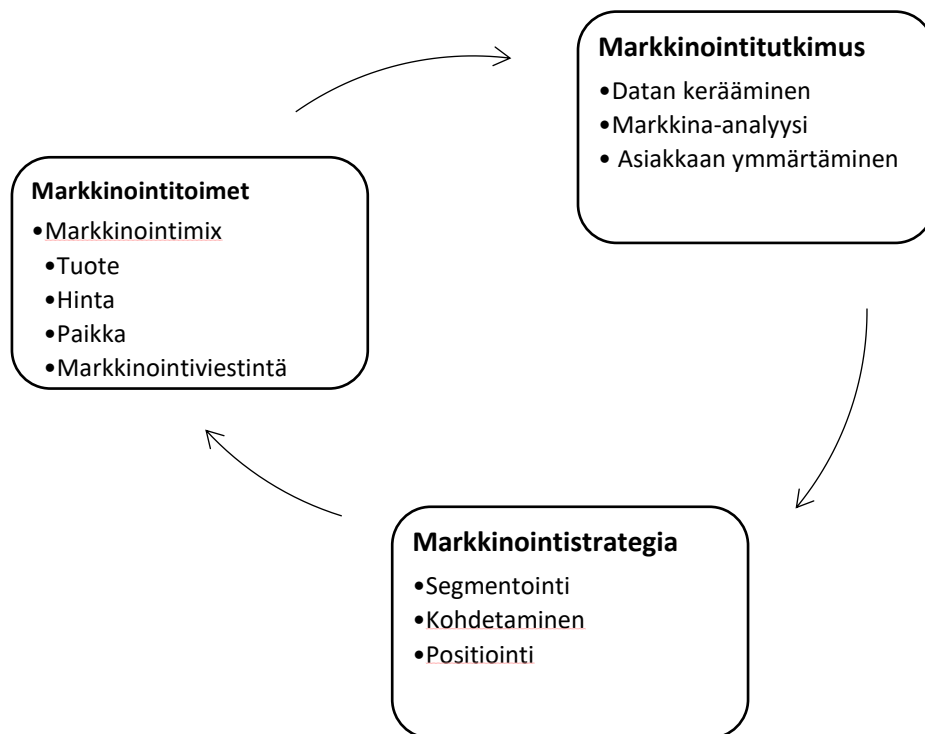 Markkinointitutkimus
•Datan kerääminen
•Markkina-analyysi
• Asiakkaan ymmärtäminen
Markkinointitoimet
•Markkinointimix
•Tuote
•Hinta
•Paikka
•Markkinointiviestintä
Markkinointistrategia
•Segmentointi
•Kohdetaminen
•Positiointi